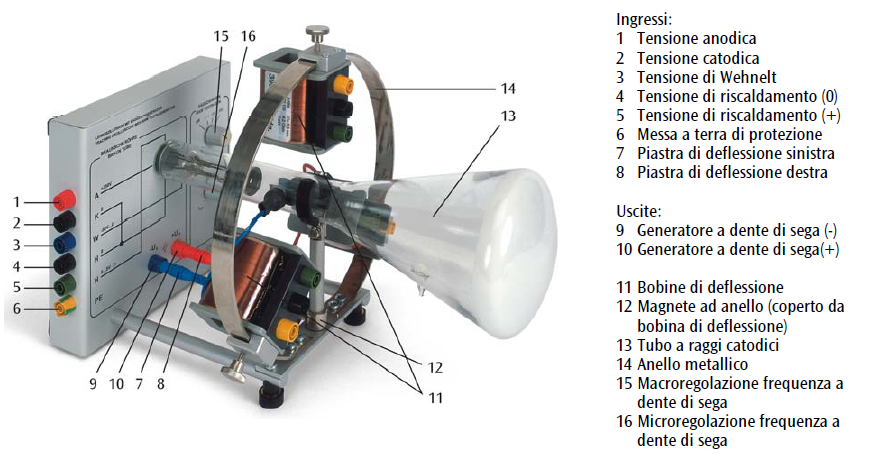 15 16
14
13
1
2
3
4
5
6
9 10 7 8
12
11
A
K
W
H
H
PE
Ingressi:
1 Tensione anodica
2 Tensione catodica
3 Tensione di Wehnelt
4 Tensione di riscaldamento (0)
5 Tensione di riscaldamento (+)
6 Messa a terra di protezione
7 Piastra di deflessione sinistra
8 Piastra di deflessione destra
Uscite:
9 Generatore a dente di sega (-)
10 Generatore a dente di sega(+)
11 Bobine di deflessione
12 Magnete ad anello (coperto da
bobina di deflessione)
13 Tubo a raggi catodici
14 Anello metallico
15 Macroregolazione frequenza a
dente di sega
16 Microregolazione frequenza a
dente di sega